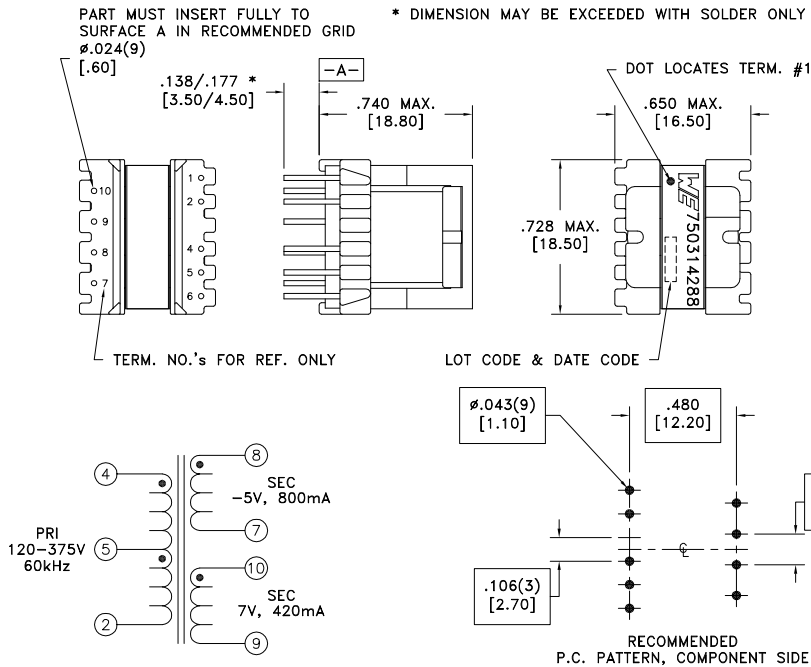 PART MUST INSERT FULLY TO
SURFACE A IN RECOMMENDED GRID
ø.024(9)
[.60]
* DIMENSION MAY BE EXCEEDED WITH SOLDER ONLY
.138/.177 *
[3.50/4.50]
-A-
.740 MAX.
[18.80]
DOT LOCATES TERM. #1
.650 MAX.
[16.50]
10
9
8
7
1
2
4
5
6
.728 MAX.
[18.50]
WE 750314288
TERM. NO.'s FOR REF. ONLY
LOT CODE & DATE CODE
4
5
2
PRI
120-375V
60kHz
8
SEC
-5V, 800mA
7
10
SEC
7V, 420mA
9
ø.043(9)
[1.10]
.480
[12.20]
.106(3)
[2.70]
℄
RECOMMENDED
P.C. PATTERN, COMPONENT SIDE